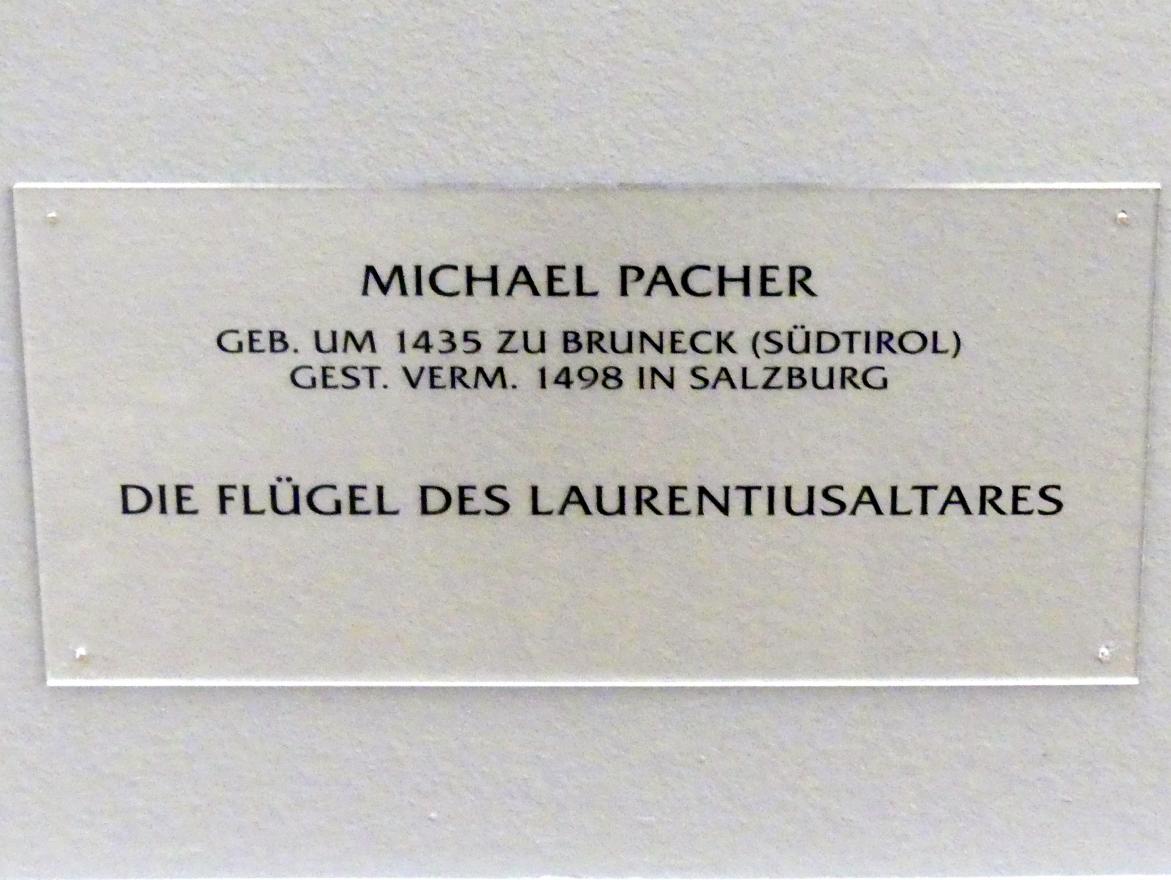 MICHAEL PACHER
GEB. UM 1435 ZU BRUNECK (SÜDTIROL)
GEST. VERM. 1498 IN SALZBURG
DIE FLÜGEL DES LAURENTIUSALTARES